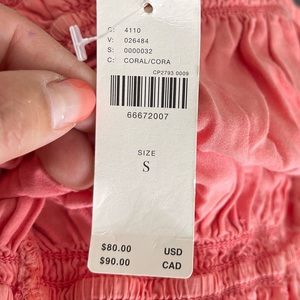 C: 4110
V: 026484
S: 0000032
C: CORAL/CORA
CP2793 0009
66672007
SIZE
S
$80.00 USD
$90.00 CAD